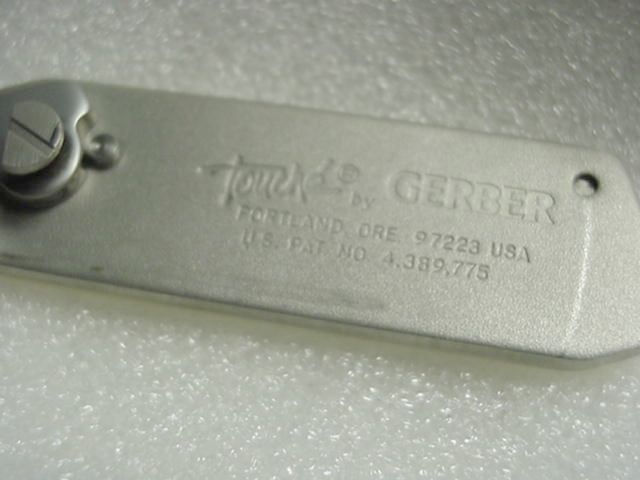 Touché® by GERBER
PORTLAND, ORE. 97223 USA
U.S. PAT. NO. 4,389,775